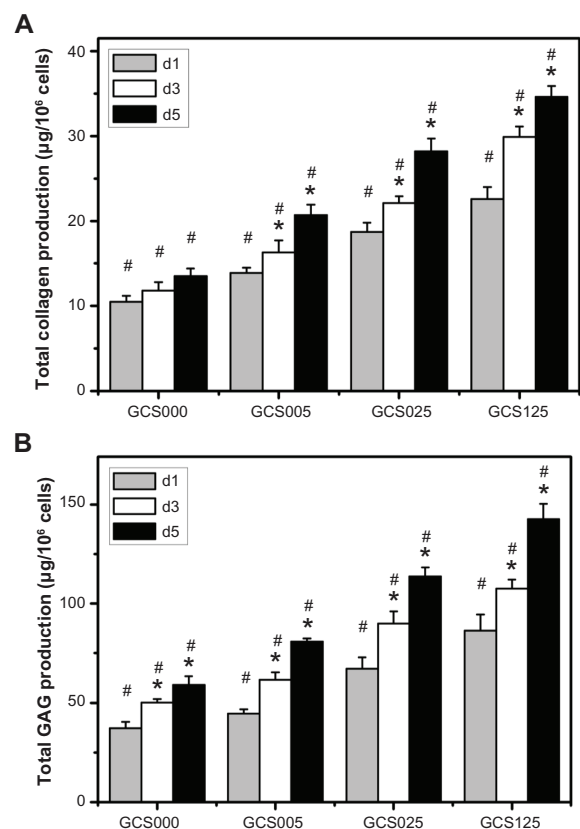 A
Total collagen production (µg/10⁶ cells)
40
30
20
10
0
d1
d3
d5
# # #
# #* #*
# #* #*
# #* #*
GCS000 GCS005 GCS025 GCS125
B
Total GAG production (µg/10⁶ cells)
150
100
50
0
d1
d3
d5
# #* #*
# #* #*
# #* #*
# #* #*
GCS000 GCS005 GCS025 GCS125